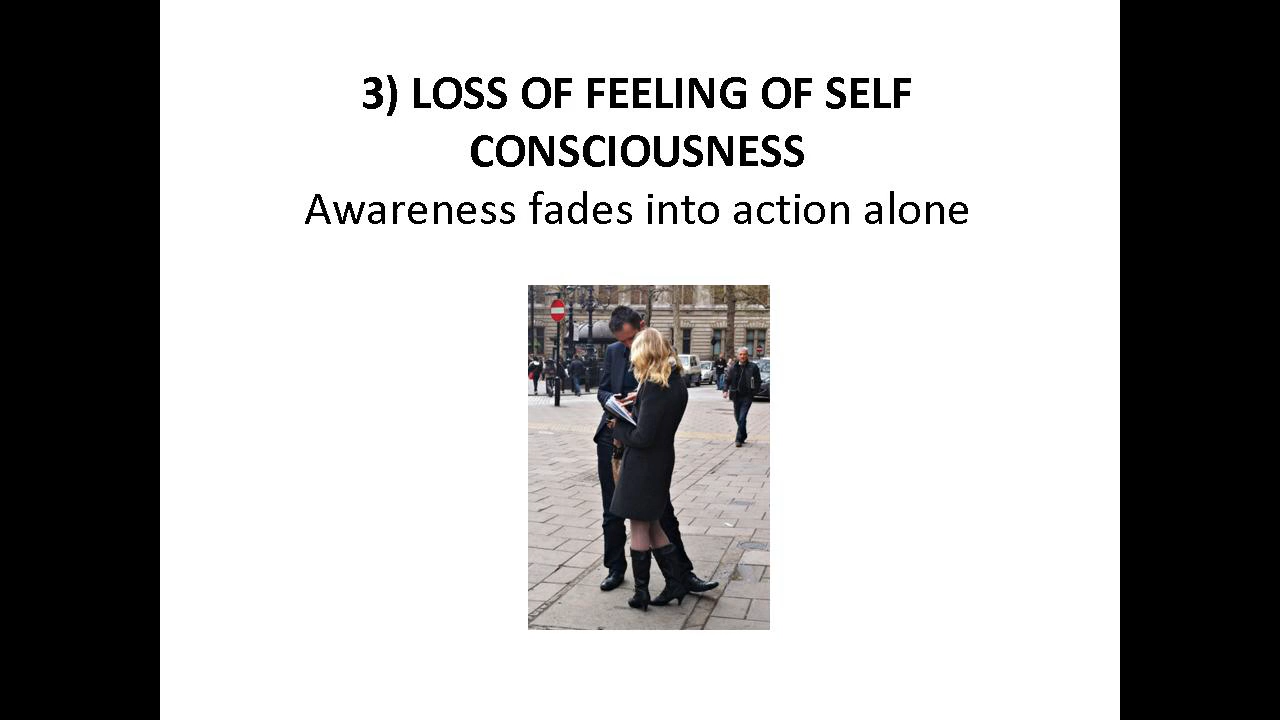 3) LOSS OF FEELING OF SELF
CONSCIOUSNESS
Awareness fades into action alone